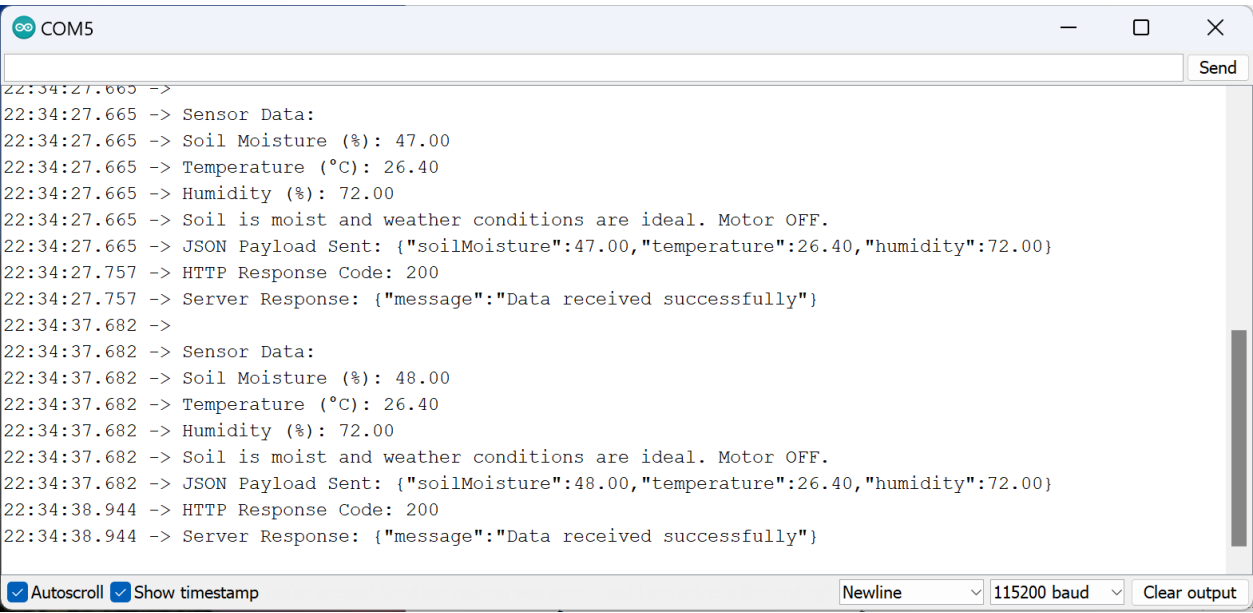 COM5
Send
22:34:27.665 ->
22:34:27.665 -> Sensor Data:
22:34:27.665 -> Soil Moisture (%): 47.00
22:34:27.665 -> Temperature (°C): 26.40
22:34:27.665 -> Humidity (%): 72.00
22:34:27.665 -> Soil is moist and weather conditions are ideal. Motor OFF.
22:34:27.665 -> JSON Payload Sent: {"soilMoisture":47.00,"temperature":26.40,"humidity":72.00}
22:34:27.757 -> HTTP Response Code: 200
22:34:27.757 -> Server Response: {"message":"Data received successfully"}
22:34:37.682 ->
22:34:37.682 -> Sensor Data:
22:34:37.682 -> Soil Moisture (%): 48.00
22:34:37.682 -> Temperature (°C): 26.40
22:34:37.682 -> Humidity (%): 72.00
22:34:37.682 -> Soil is moist and weather conditions are ideal. Motor OFF.
22:34:37.682 -> JSON Payload Sent: {"soilMoisture":48.00,"temperature":26.40,"humidity":72.00}
22:34:38.944 -> HTTP Response Code: 200
22:34:38.944 -> Server Response: {"message":"Data received successfully"}
Autoscroll Show timestamp Newline 115200 baud Clear output